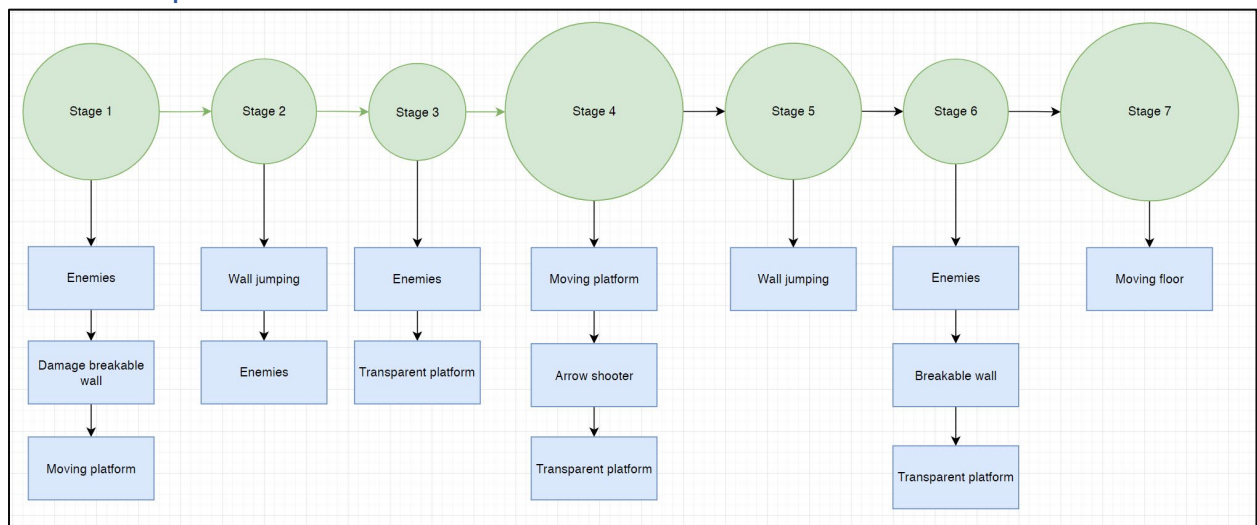 Stage 1
Stage 2
Stage 3
Stage 4
Stage 5
Stage 6
Stage 7
Enemies
Wall jumping
Enemies
Moving platform
Wall jumping
Enemies
Moving floor
Damage breakable
wall
Enemies
Transparent platform
Arrow shooter
Breakable wall
Moving platform
Transparent platform
Transparent platform